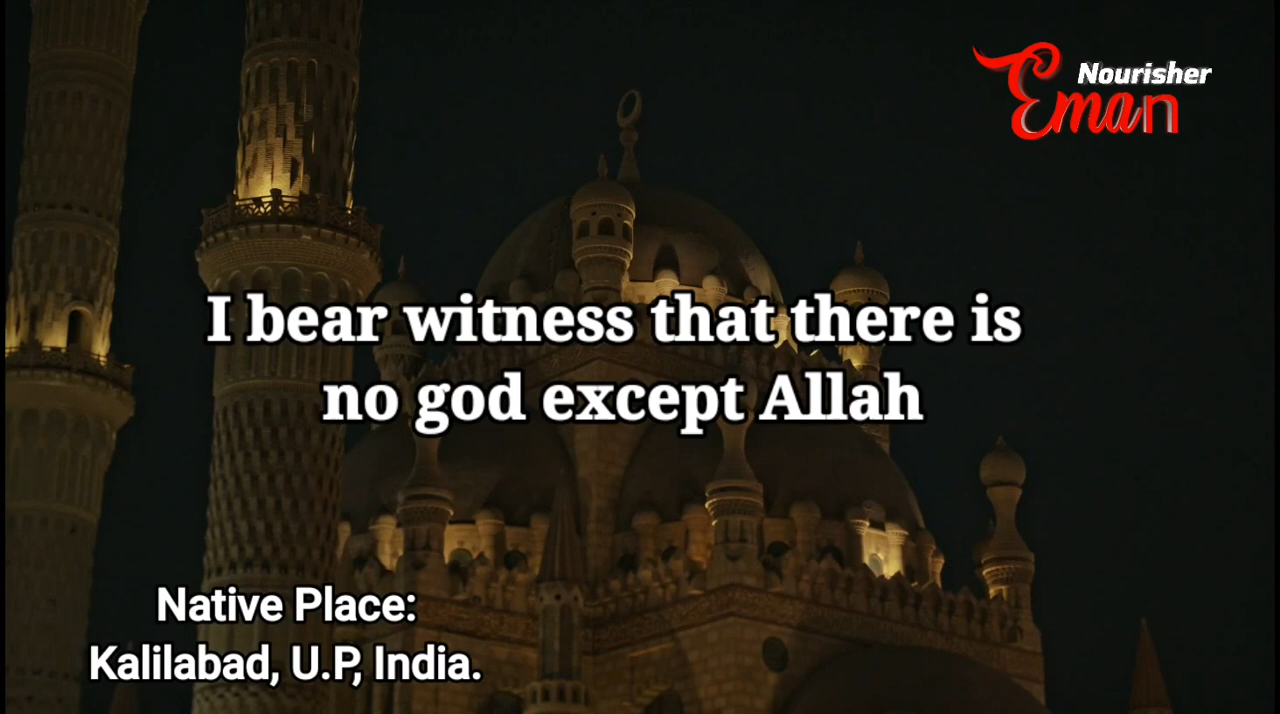 Nourisher
Eman
I bear witness that there is
no god except Allah
Native Place:
Kalilabad, U.P, India.